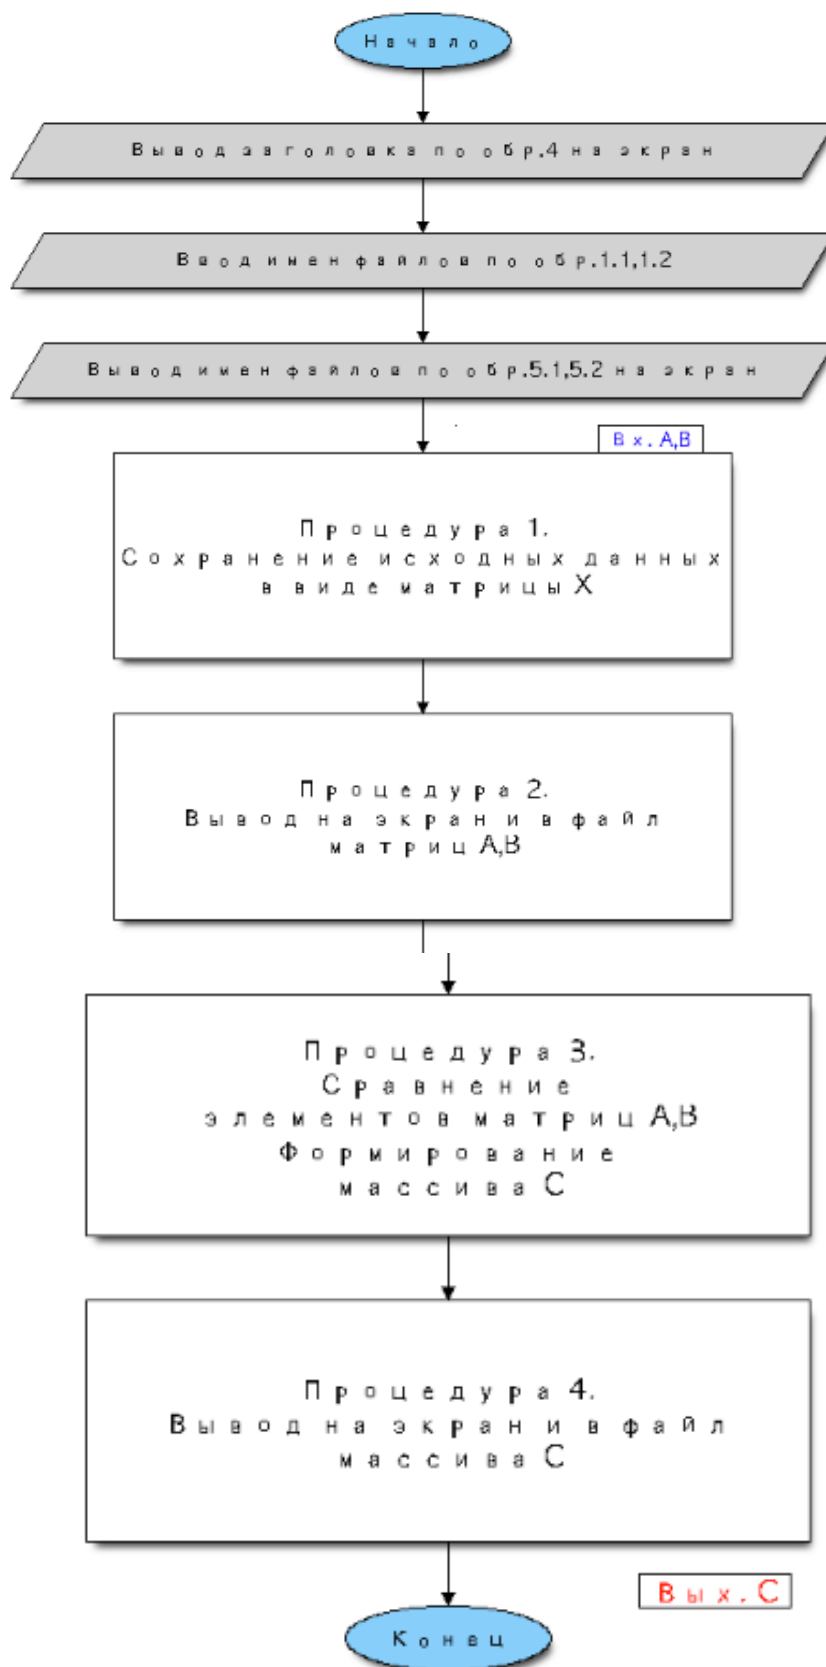 Начало
Вывод заголовка по обр.4 на экран
Ввод имен файлов по обр.1.1,1.2
Вывод имен файлов по обр.5.1,5.2 на экран
Вх. A,B
Процедура 1.
Сохранение исходных данных
в виде матрицы X
Процедура 2.
Вывод на экран и в файл
матриц A,B
Процедура 3.
Сравнение
элементов матриц A,B
Формирование
массива C
Процедура 4.
Вывод на экран и в файл
массива C
Вых. C
Конец